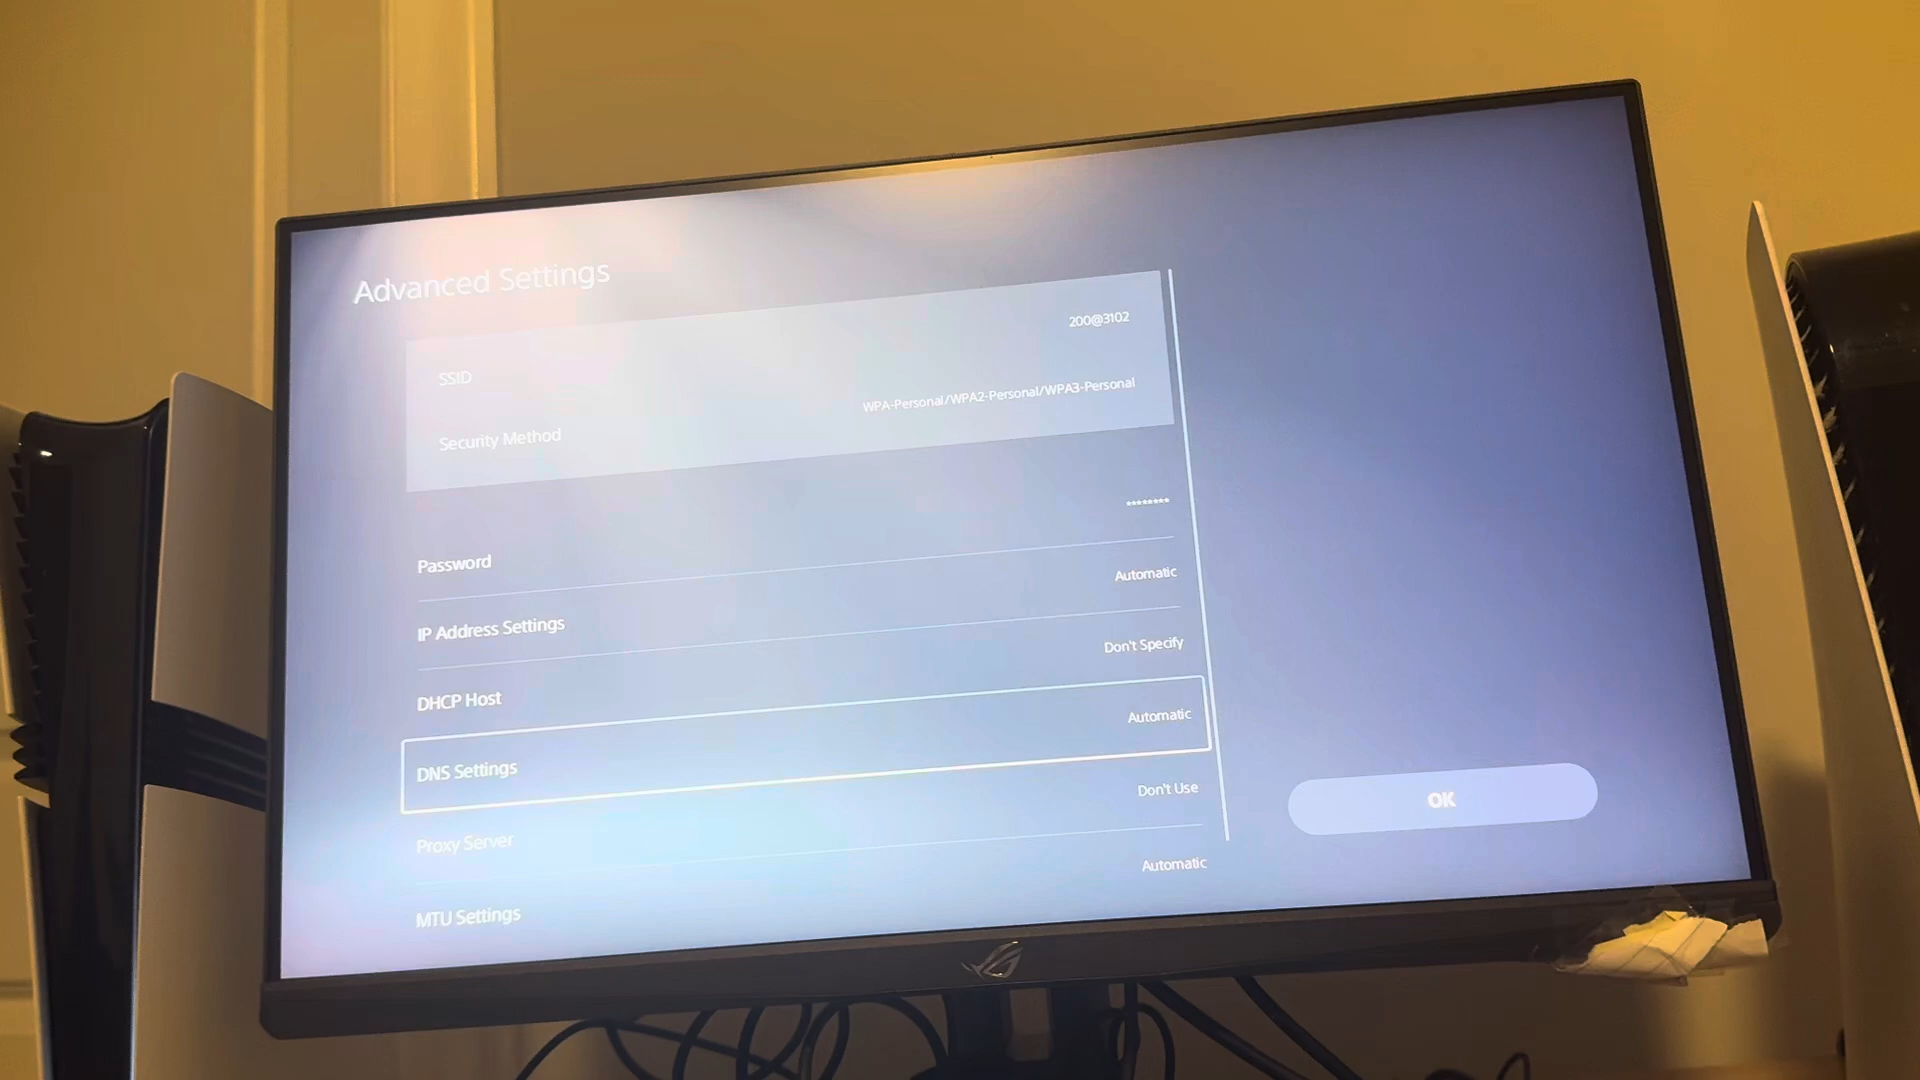 Advanced Settings
SSID 200@3102
Security Method WPA-Personal/WPA2-Personal/WPA3-Personal
Password ********
IP Address Settings Automatic
DHCP Host Don't Specify
DNS Settings Automatic
Proxy Server Don't Use
MTU Settings Automatic
OK